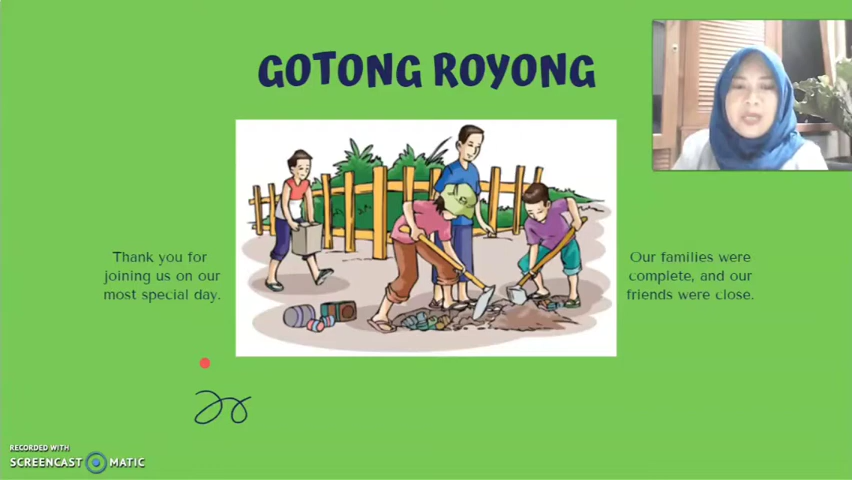 GOTONG ROYONG
Thank you for
joining us on our
most special day.
Our families were
complete, and our
friends were close.
RECORDED WITH
SCREENCAST MATIC